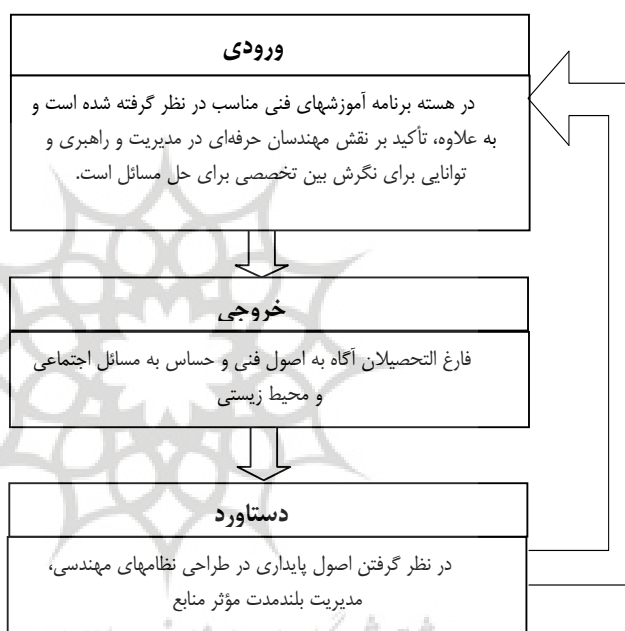 ورودی
در هسته برنامه آموزشهای فنی مناسب در نظر گرفته شده است و
به علاوه، تأکید بر نقش مهندسان حرفه‌ای در مدیریت و راهبری و
توانایی برای نگرش بین تخصصی برای حل مسائل است.
خروجی
فارغ التحصیلان آگاه به اصول فنی و حساس به مسائل اجتماعی
و محیط زیستی
دستاورد
در نظر گرفتن اصول پایداری در طراحی نظامهای مهندسی،
مدیریت بلندمدت مؤثر منابع